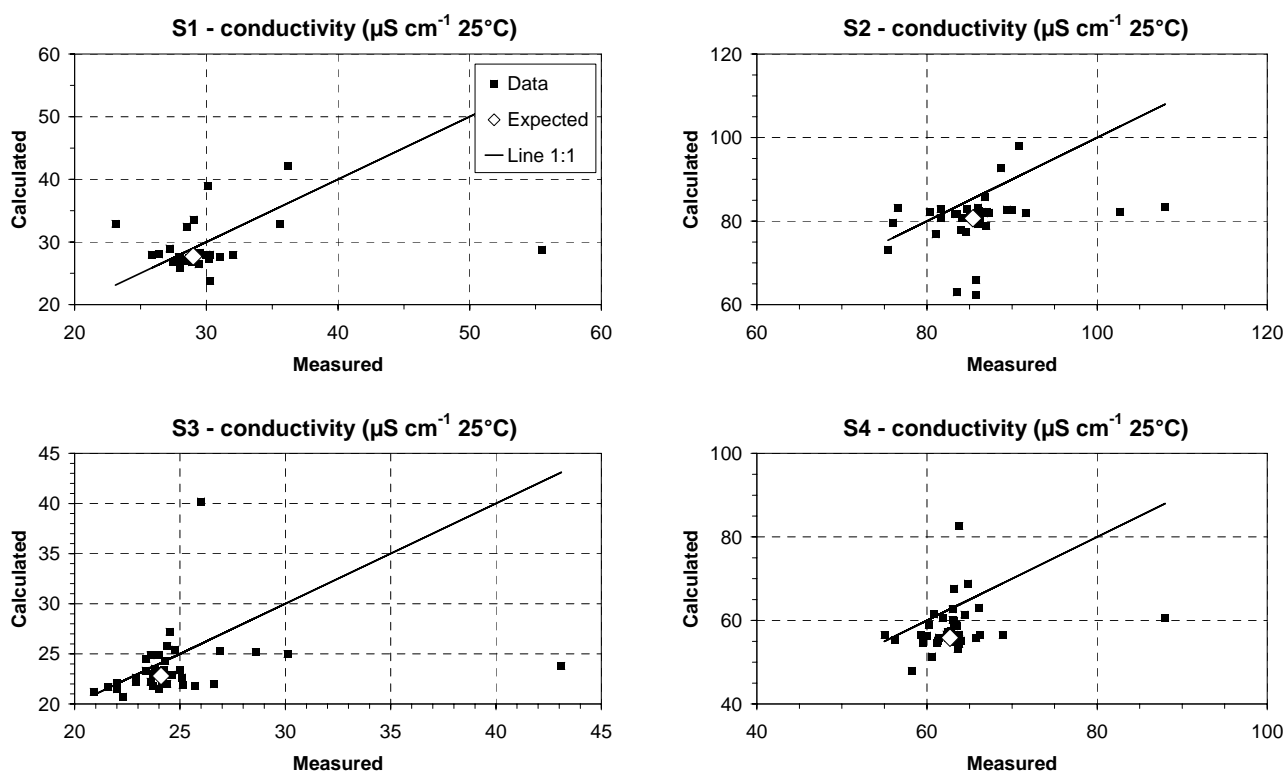 S1 - conductivity (µS cm-1 25°C)
60
50
40
30
20
Calculated
20 30 40 50 60
Measured
Data
Expected
Line 1:1
S2 - conductivity (µS cm-1 25°C)
120
100
80
60
Calculated
60 80 100 120
Measured
S3 - conductivity (µS cm-1 25°C)
45
40
35
30
25
20
Calculated
20 25 30 35 40 45
Measured
S4 - conductivity (µS cm-1 25°C)
100
80
60
40
Calculated
40 60 80 100
Measured